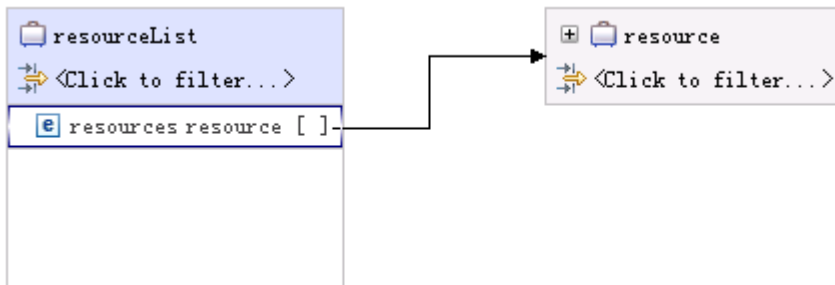 resourceList
<Click to filter...>
e resources resource [ ]
resource
<Click to filter...>